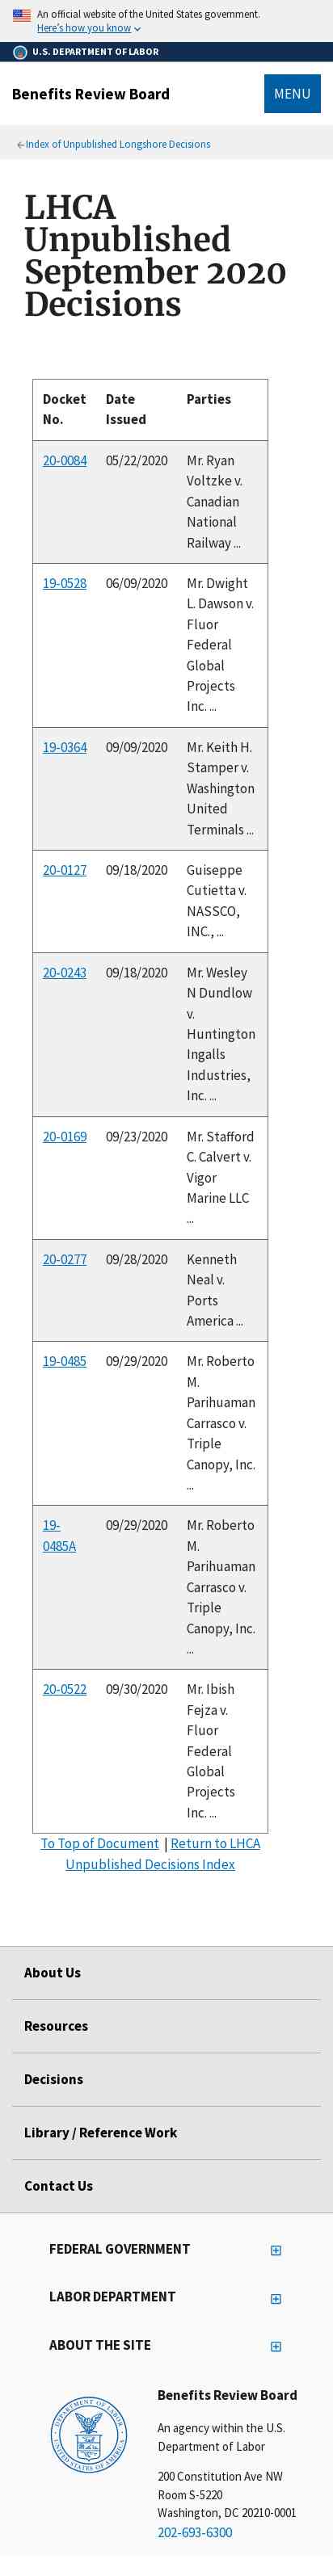 An official website of the United States government.
Here's how you know
U.S. DEPARTMENT OF LABOR
Benefits Review Board
MENU
Index of Unpublished Longshore Decisions
LHCA
Unpublished
September 2020
Decisions
Docket
No.
Date
Issued
Parties
20-0084
05/22/2020
Mr. Ryan
Voltzke v.
Canadian
National
Railway ...
19-0528
06/09/2020
Mr. Dwight
L. Dawson v.
Fluor
Federal
Global
Projects
Inc. ...
19-0364
09/09/2020
Mr. Keith H.
Stamper v.
Washington
United
Terminals ...
20-0127
09/18/2020
Guiseppe
Cutietta v.
NASSCO,
INC., ...
20-0243
09/18/2020
Mr. Wesley
N Dundlow
v.
Huntington
Ingalls
Industries,
Inc. ...
20-0169
09/23/2020
Mr. Stafford
C. Calvert v.
Vigor
Marine LLC
...
20-0277
09/28/2020
Kenneth
Neal v.
Ports
America ...
19-0485
09/29/2020
Mr. Roberto
M.
Parihuaman
Carrasco v.
Triple
Canopy, Inc.
...
19-
0485A
09/29/2020
Mr. Roberto
M.
Parihuaman
Carrasco v.
Triple
Canopy, Inc.
...
20-0522
09/30/2020
Mr. Ibish
Fejza v.
Fluor
Federal
Global
Projects
Inc. ...
To Top of Document | Return to LHCA
Unpublished Decisions Index
About Us
Resources
Decisions
Library / Reference Work
Contact Us
FEDERAL GOVERNMENT
LABOR DEPARTMENT
ABOUT THE SITE
Benefits Review Board
An agency within the U.S.
Department of Labor
200 Constitution Ave NW
Room S-5220
Washington, DC 20210-0001
202-693-6300